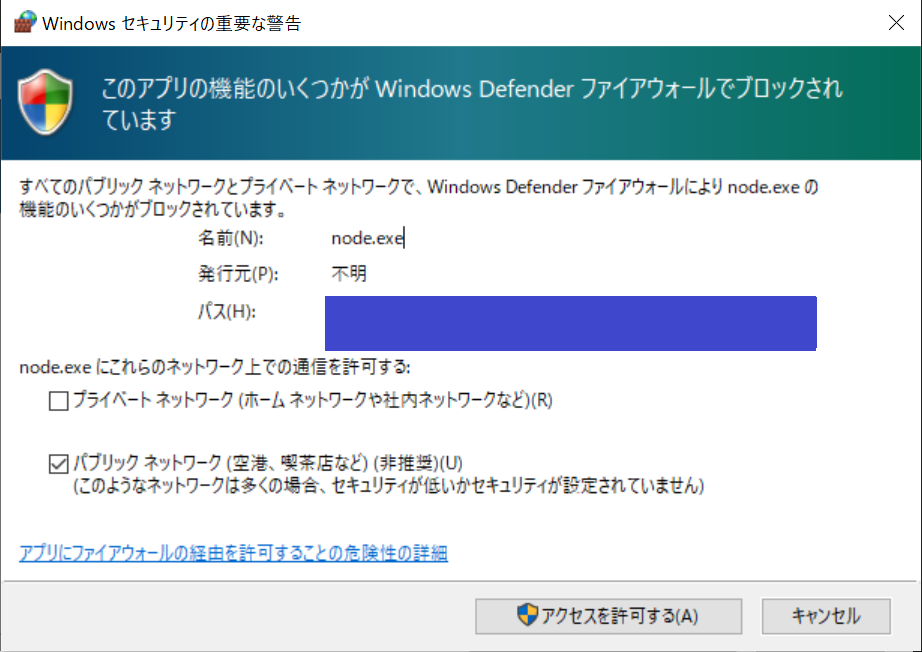 Windows セキュリティの重要な警告
このアプリの機能のいくつかが Windows Defender ファイアウォールでブロックされ
ています
すべてのパブリック ネットワークとプライベート ネットワークで、Windows Defender ファイアウォールにより node.exe の
機能のいくつかがブロックされています。
名前(N): node.exe
発行元(P): 不明
パス(H):
node.exe にこれらのネットワーク上での通信を許可する:
プライベート ネットワーク (ホーム ネットワークや社内ネットワークなど)(R)
パブリック ネットワーク (空港、喫茶店など) (非推奨)(U)
(このようなネットワークは多くの場合、セキュリティが低いかセキュリティが設定されていません)
アプリにファイアウォールの経由を許可することの危険性の詳細
アクセスを許可する(A) キャンセル